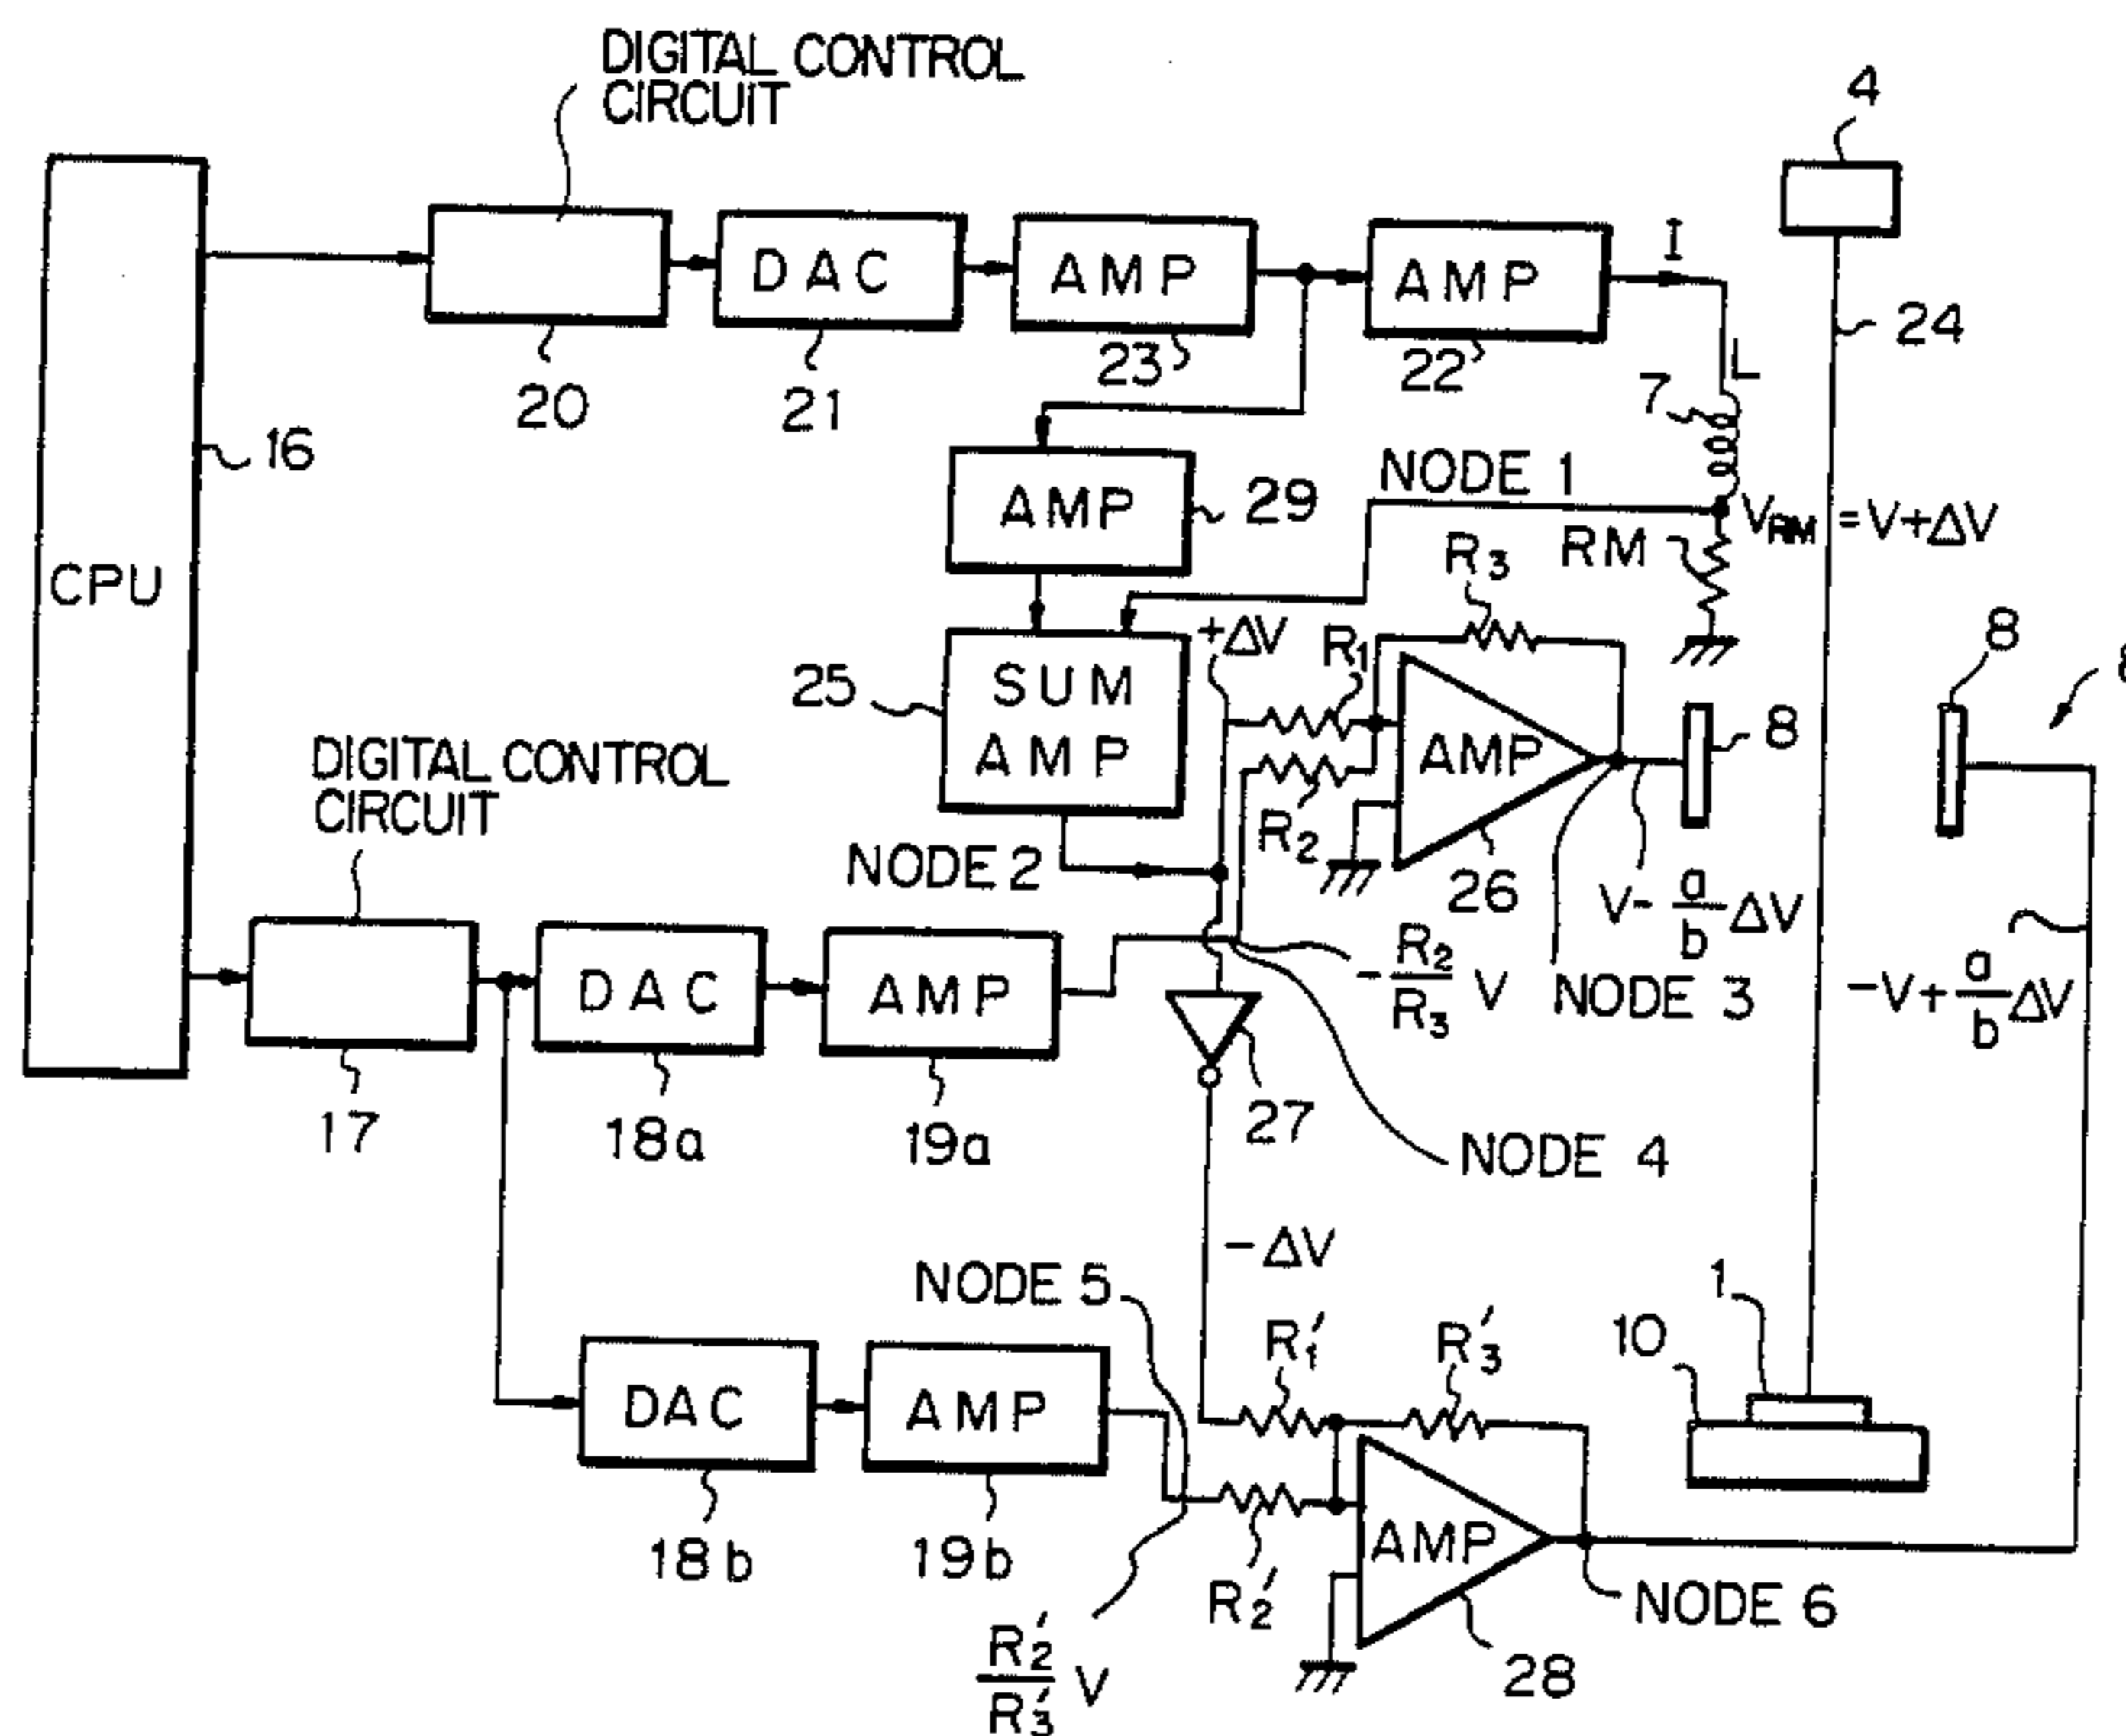 DIGITAL CONTROL
CIRCUIT
4
DAC
AMP
AMP
I
24
20
21
23
22
7
L
16
NODE 1
AMP
29
V_RM = V+ΔV
RM
R3
CPU
+ΔV
R1
8
25
SUM
AMP
AMP
8
DIGITAL CONTROL
CIRCUIT
R2
NODE 2
26
V- a/b ΔV
- R2/R3 V
NODE 3
-V+ a/b ΔV
DAC
AMP
17
18a
19a
27
NODE 4
-ΔV
NODE 5
1
10
R1'
R3'
DAC
AMP
AMP
18b
19b
R2'
NODE 6
R2'/R3' V
28